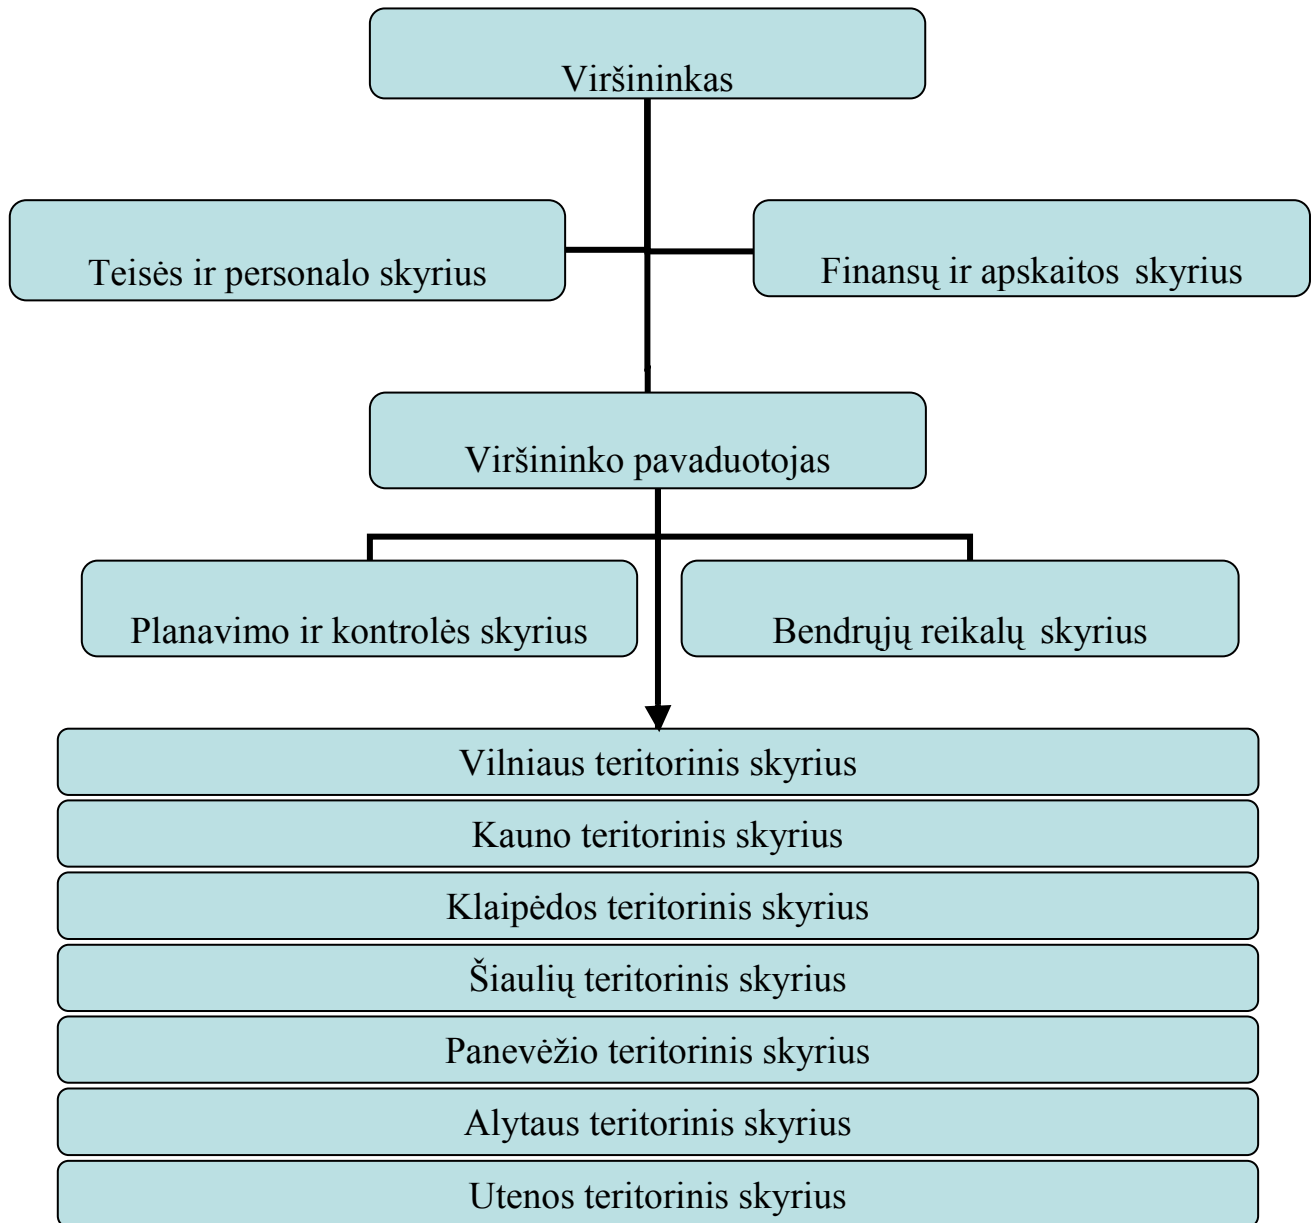 Viršininkas
Teisės ir personalo skyrius
Finansų ir apskaitos skyrius
Viršininko pavaduotojas
Planavimo ir kontrolės skyrius
Bendrųjų reikalų skyrius
Vilniaus teritorinis skyrius
Kauno teritorinis skyrius
Klaipėdos teritorinis skyrius
Šiaulių teritorinis skyrius
Panevėžio teritorinis skyrius
Alytaus teritorinis skyrius
Utenos teritorinis skyrius